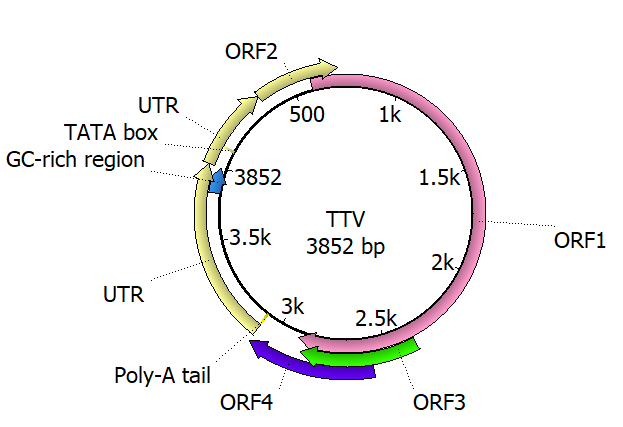 ORF2
UTR
TATA box
GC-rich region
500
1k
3852
1.5k
TTV
3852 bp
ORF1
3.5k
2k
UTR
3k
2.5k
Poly-A tail
ORF4
ORF3